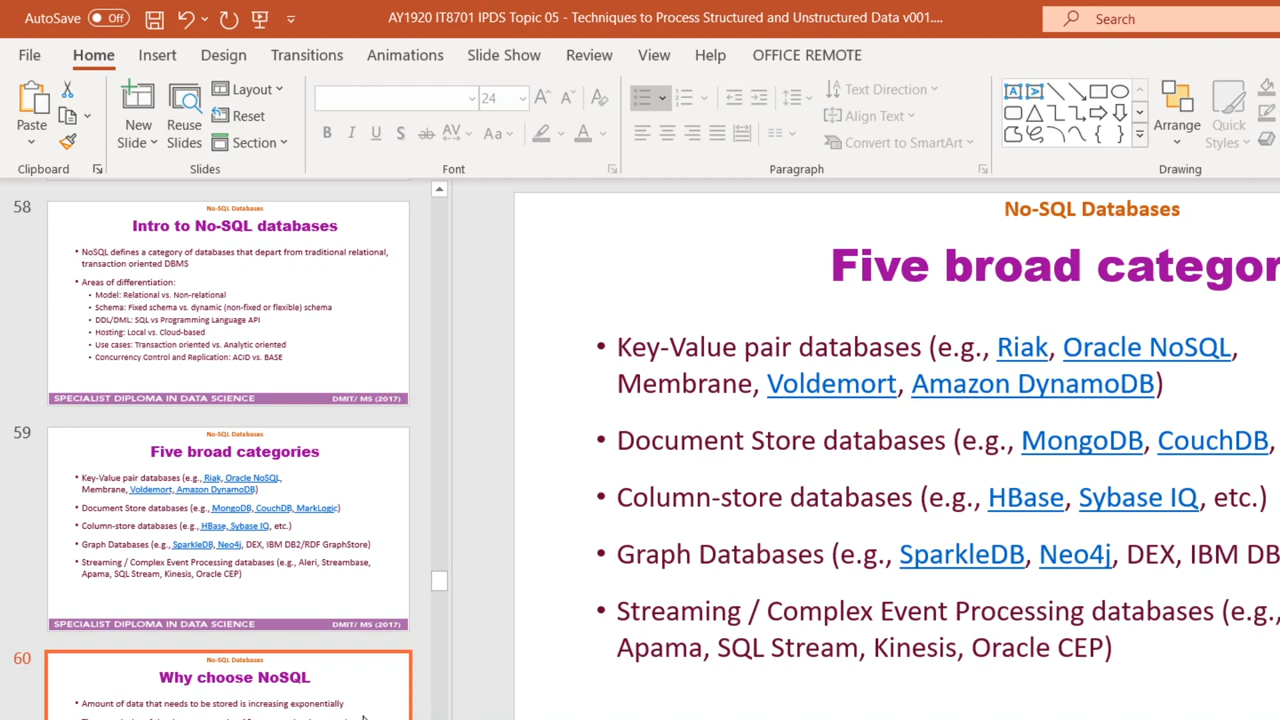 AutoSave Off
AY1920 IT8701 IPDS Topic 05 - Techniques to Process Structured and Unstructured Data v001....
Search
File Home Insert Design Transitions Animations Slide Show Review View Help OFFICE REMOTE
Paste
New Slide
Reuse Slides
Layout
Reset
Section
24
B I U S ab AV Aa A
Text Direction
Align Text
Convert to SmartArt
Arrange
Quick Styles
Clipboard
Slides
Font
Paragraph
Drawing
58
No-SQL Databases
Intro to No-SQL databases
• NoSQL defines a category of databases that depart from traditional relational,
transaction oriented DBMS
• Areas of differentiation:
• Model: Relational vs. Non-relational
• Schema: Fixed schema vs. dynamic (non-fixed or flexible) schema
• DDL/DML: SQL vs Programming Language API
• Hosting: Local vs. Cloud-based
• Use cases: Transaction oriented vs. Analytic oriented
• Concurrency Control and Replication: ACID vs. BASE
SPECIALIST DIPLOMA IN DATA SCIENCE DMIT/ MS (2017)
59
No-SQL Databases
Five broad categories
• Key-Value pair databases (e.g., Riak, Oracle NoSQL,
Membrane, Voldemort, Amazon DynamoDB)
• Document Store databases (e.g., MongoDB, CouchDB, MarkLogic)
• Column-store databases (e.g., HBase, Sybase IQ, etc.)
• Graph Databases (e.g., SparkleDB, Neo4j, DEX, IBM DB2/RDF GraphStore)
• Streaming / Complex Event Processing databases (e.g., Aleri, Streambase,
Apama, SQL Stream, Kinesis, Oracle CEP)
SPECIALIST DIPLOMA IN DATA SCIENCE DMIT/ MS (2017)
60
No-SQL Databases
Why choose NoSQL
• Amount of data that needs to be stored is increasing exponentially
No-SQL Databases
Five broad categor
• Key-Value pair databases (e.g., Riak, Oracle NoSQL,
Membrane, Voldemort, Amazon DynamoDB)
• Document Store databases (e.g., MongoDB, CouchDB,
• Column-store databases (e.g., HBase, Sybase IQ, etc.)
• Graph Databases (e.g., SparkleDB, Neo4j, DEX, IBM DB
• Streaming / Complex Event Processing databases (e.g.,
Apama, SQL Stream, Kinesis, Oracle CEP)